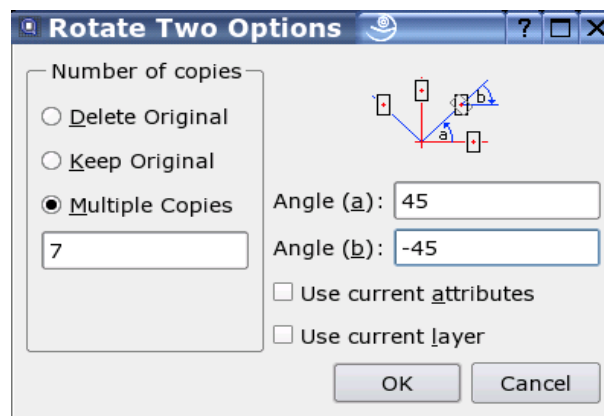 Rotate Two Options ?
Number of copies
Delete Original
Keep Original
Multiple Copies
7
b
a
Angle (a): 45
Angle (b): -45
Use current attributes
Use current layer
OK Cancel